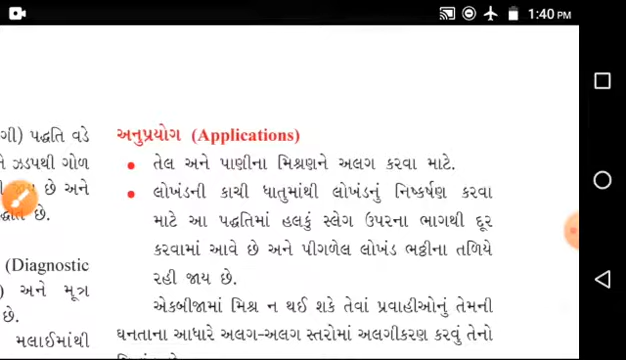 1:40 PM
ગી) પદ્ધતિ વડે
ને ઝડપથી ગોળ
જાય છે અને
છે.
(Diagnostic
) અને મૂત્ર
છે.
મલાઈમાંથી
અનુપ્રયોગ (Applications)
• તેલ અને પાણીના મિશ્રણને અલગ કરવા માટે.
• લોખંડની કાચી ધાતુમાંથી લોખંડનું નિષ્કર્ષણ કરવા
માટે આ પદ્ધતિમાં હલકું સ્લેગ ઉપરના ભાગથી દૂર
કરવામાં આવે છે અને પીગળેલ લોખંડ ભઠ્ઠીના તળિયે
રહી જાય છે.
એકબીજામાં મિશ્ર ન થઈ શકે તેવાં પ્રવાહીઓનું તેમની
ઘનતાના આધારે અલગ-અલગ સ્તરોમાં અલગીકરણ કરવું તેનો